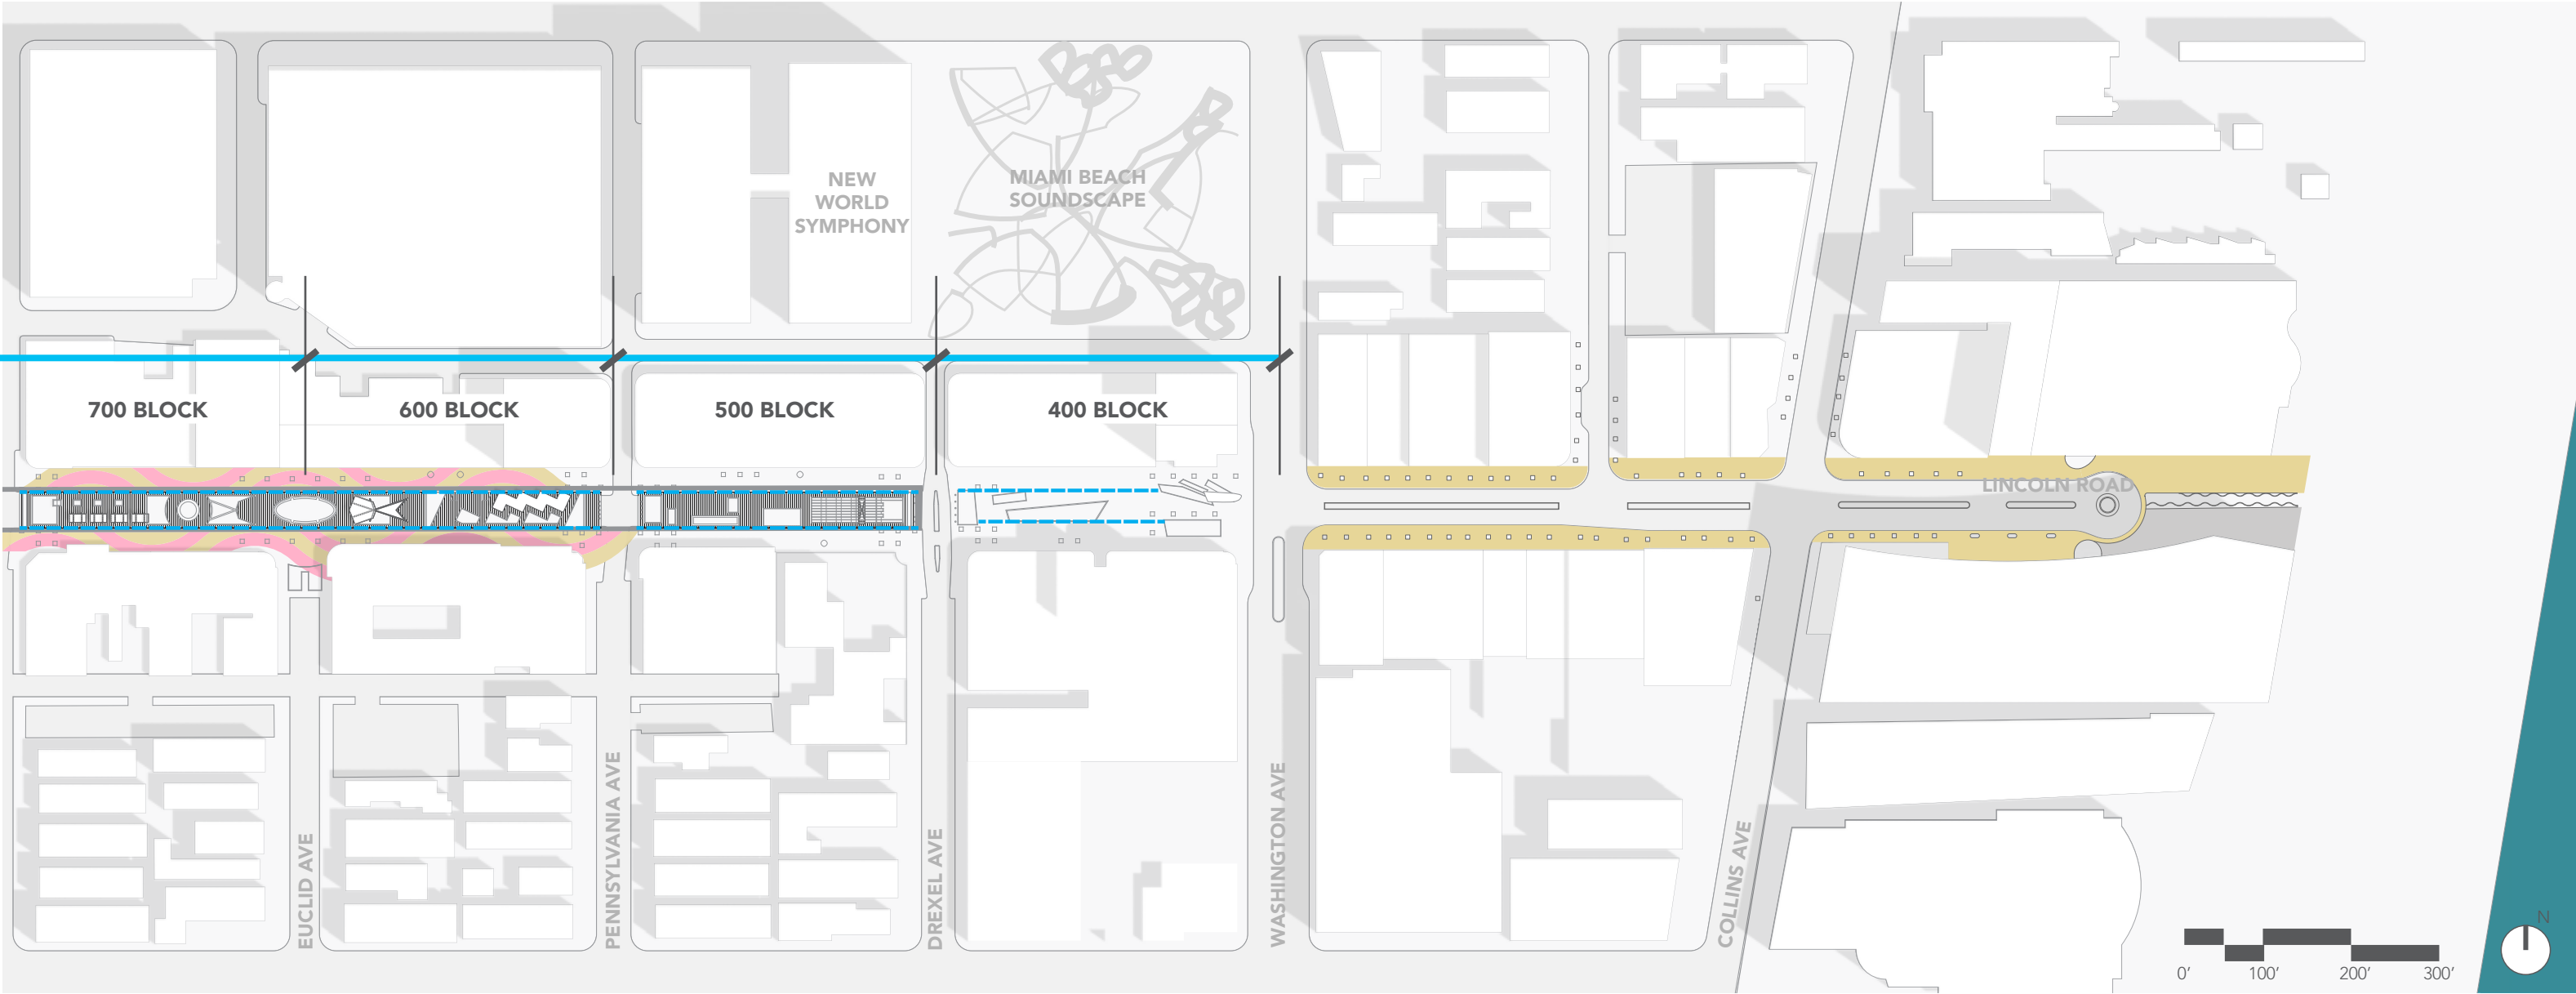 NEW
WORLD
SYMPHONY
MIAMI BEACH
SOUNDSCAPE
700 BLOCK
600 BLOCK
500 BLOCK
400 BLOCK
LINCOLN ROAD
EUCLID AVE
PENNSYLVANIA AVE
DREXEL AVE
WASHINGTON AVE
COLLINS AVE
N
0' 100' 200' 300'